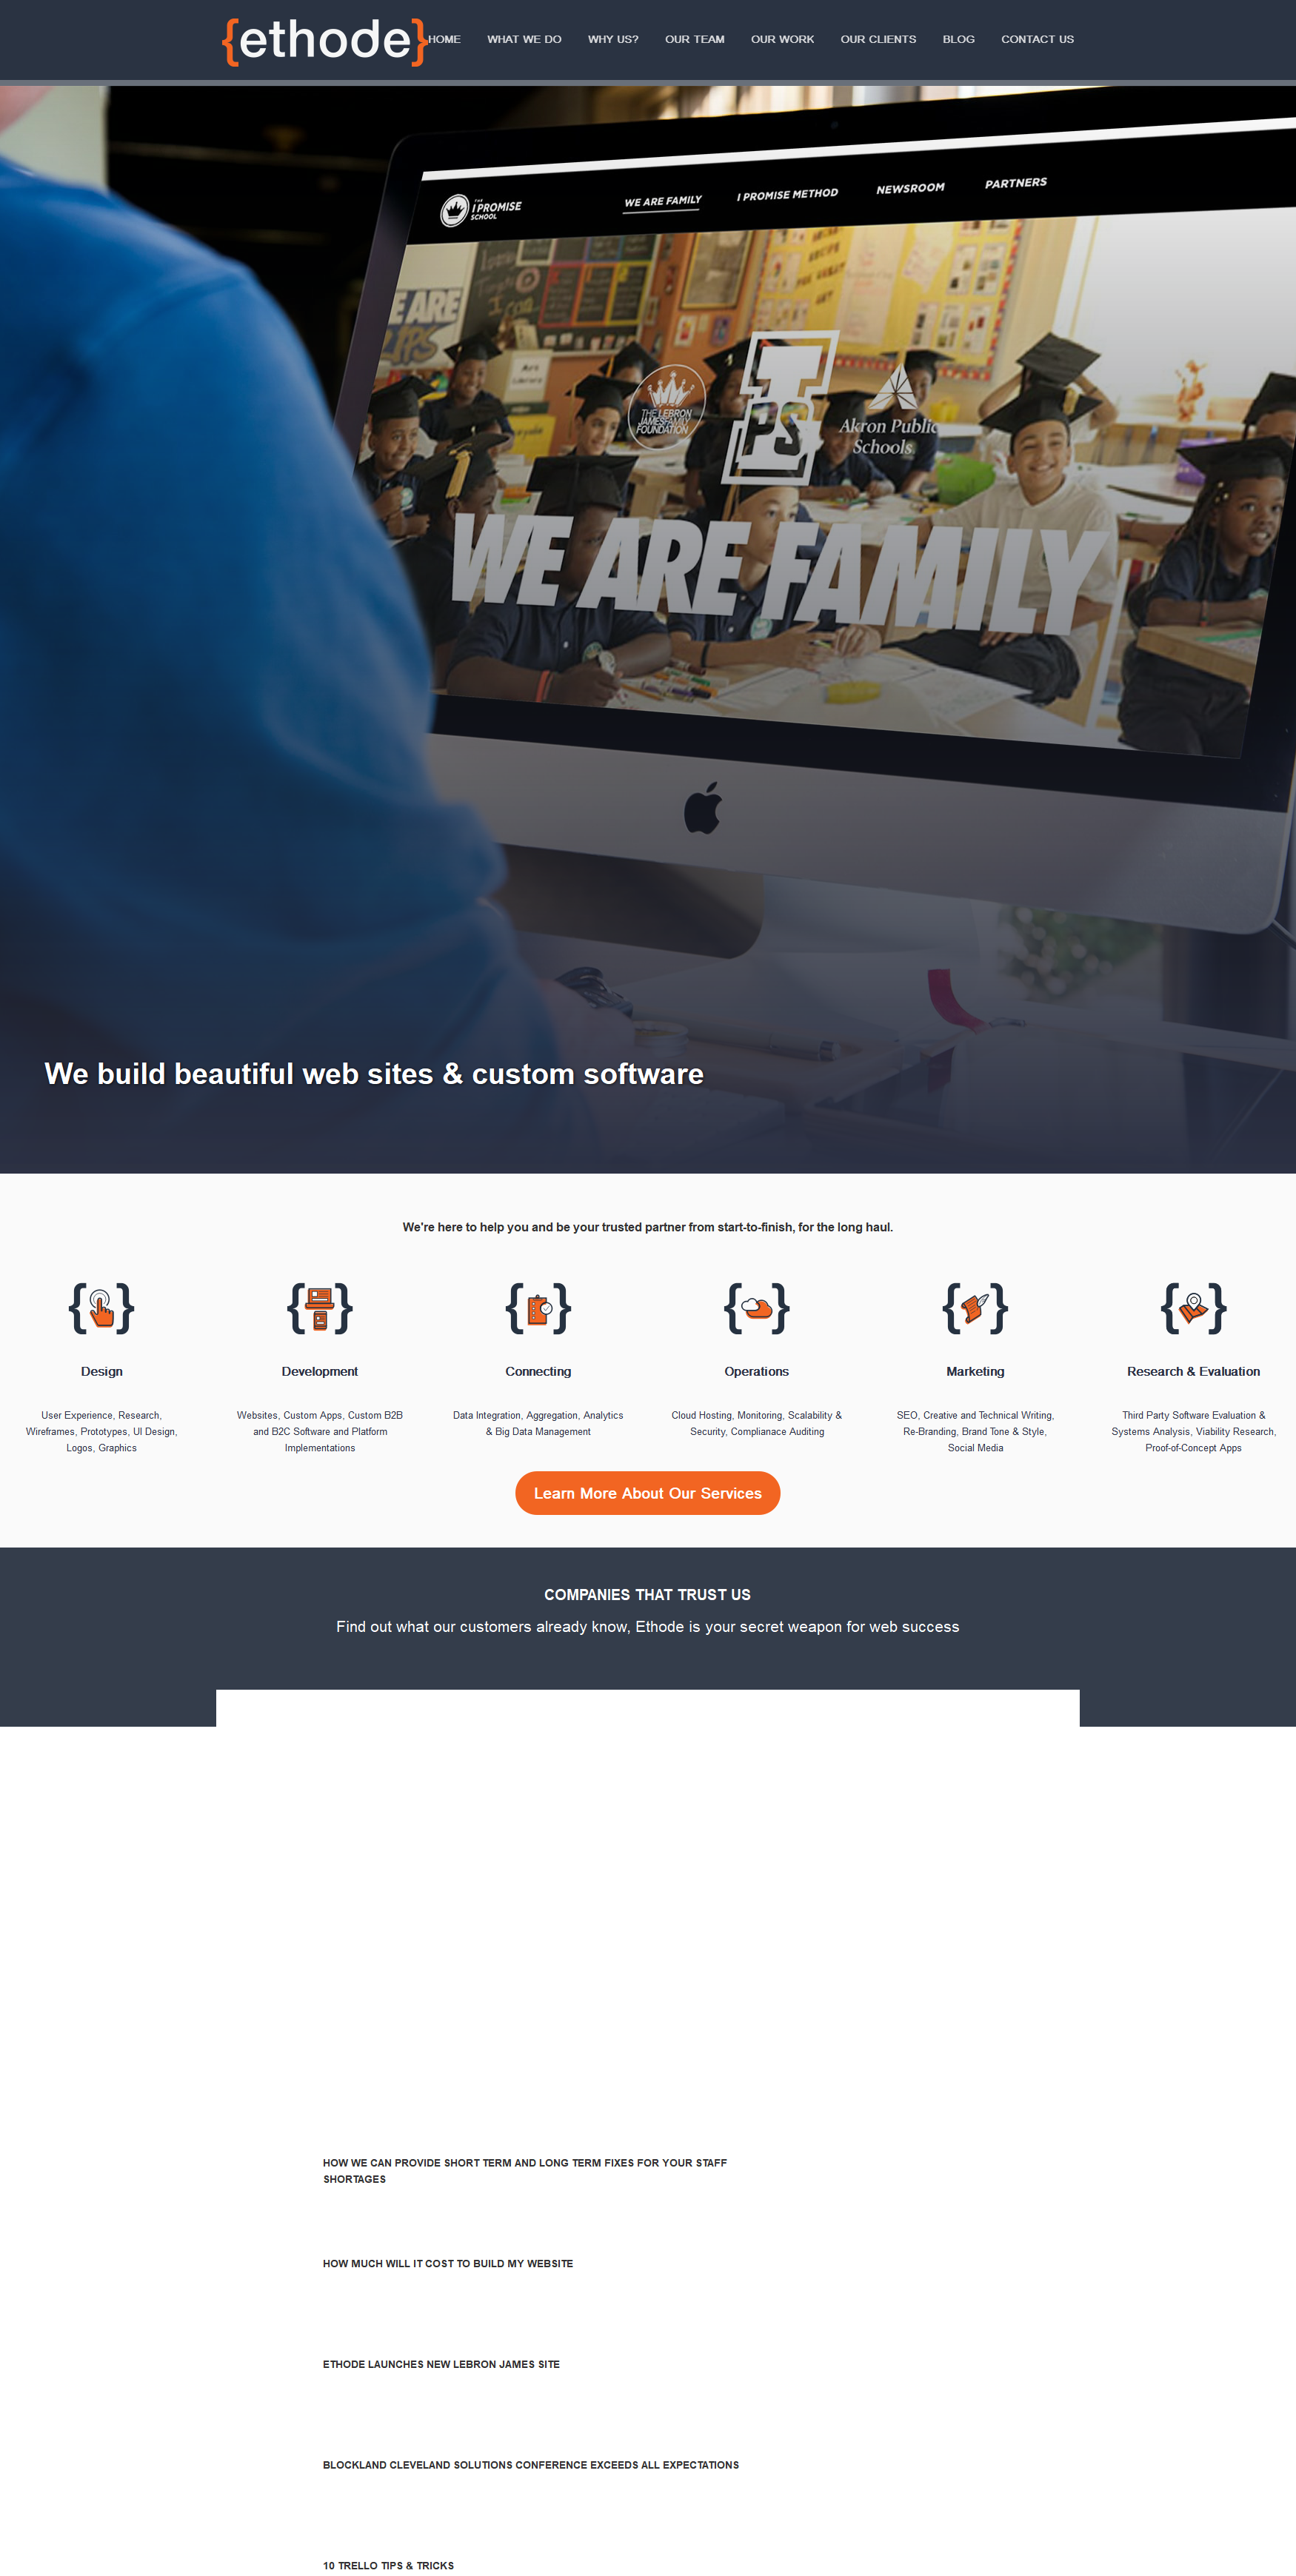 {ethode}
HOME WHAT WE DO WHY US? OUR TEAM OUR WORK OUR CLIENTS BLOG CONTACT US
THE
I PROMISE
SCHOOL
WE ARE FAMILY I PROMISE METHOD NEWSROOM PARTNERS
THE LEBRON
JAMES FAMILY
FOUNDATION
IPS
Akron Public
Schools
WE ARE FAMILY
We build beautiful web sites & custom software
We're here to help you and be your trusted partner from start-to-finish, for the long haul.
Design
User Experience, Research,
Wireframes, Prototypes, UI Design,
Logos, Graphics
Development
Websites, Custom Apps, Custom B2B
and B2C Software and Platform
Implementations
Connecting
Data Integration, Aggregation, Analytics
& Big Data Management
Operations
Cloud Hosting, Monitoring, Scalability &
Security, Complianace Auditing
Marketing
SEO, Creative and Technical Writing,
Re-Branding, Brand Tone & Style,
Social Media
Research & Evaluation
Third Party Software Evaluation &
Systems Analysis, Viability Research,
Proof-of-Concept Apps
Learn More About Our Services
COMPANIES THAT TRUST US
Find out what our customers already know, Ethode is your secret weapon for web success
HOW WE CAN PROVIDE SHORT TERM AND LONG TERM FIXES FOR YOUR STAFF
SHORTAGES
HOW MUCH WILL IT COST TO BUILD MY WEBSITE
ETHODE LAUNCHES NEW LEBRON JAMES SITE
BLOCKLAND CLEVELAND SOLUTIONS CONFERENCE EXCEEDS ALL EXPECTATIONS
10 TRELLO TIPS & TRICKS